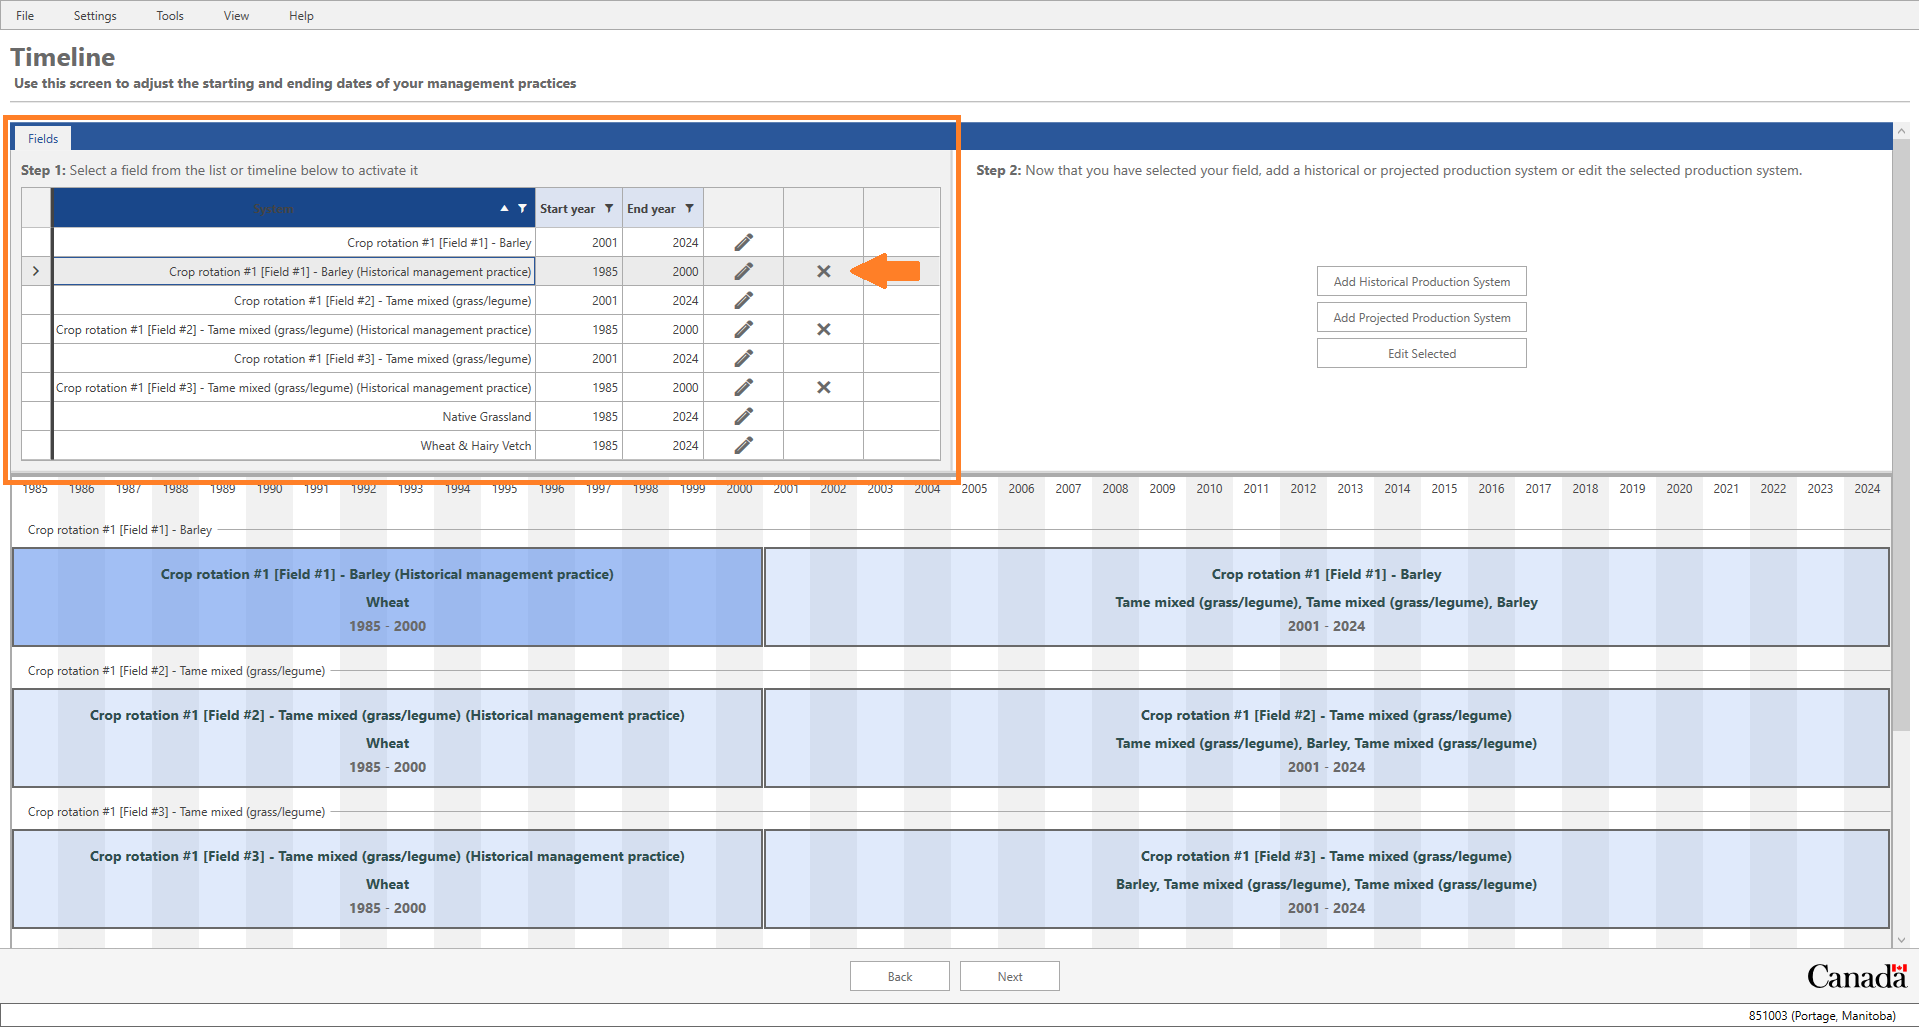 File Settings Tools View Help
Timeline
Use this screen to adjust the starting and ending dates of your management practices
Fields
Step 1: Select a field from the list or timeline below to activate it
System Start year End year
Crop rotation #1 [Field #1] - Barley 2001 2024
Crop rotation #1 [Field #1] - Barley (Historical management practice) 1985 2000
Crop rotation #1 [Field #2] - Tame mixed (grass/legume) 2001 2024
Crop rotation #1 [Field #2] - Tame mixed (grass/legume) (Historical management practice) 1985 2000
Crop rotation #1 [Field #3] - Tame mixed (grass/legume) 2001 2024
Crop rotation #1 [Field #3] - Tame mixed (grass/legume) (Historical management practice) 1985 2000
Native Grassland 1985 2024
Wheat & Hairy Vetch 1985 2024
Step 2: Now that you have selected your field, add a historical or projected production system or edit the selected production system.
Add Historical Production System
Add Projected Production System
Edit Selected
1985 1986 1987 1988 1989 1990 1991 1992 1993 1994 1995 1996 1997 1998 1999 2000 2001 2002 2003 2004 2005 2006 2007 2008 2009 2010 2011 2012 2013 2014 2015 2016 2017 2018 2019 2020 2021 2022 2023 2024
Crop rotation #1 [Field #1] - Barley
Crop rotation #1 [Field #1] - Barley (Historical management practice)
Wheat
1985 - 2000
Crop rotation #1 [Field #1] - Barley
Tame mixed (grass/legume), Tame mixed (grass/legume), Barley
2001 - 2024
Crop rotation #1 [Field #2] - Tame mixed (grass/legume)
Crop rotation #1 [Field #2] - Tame mixed (grass/legume) (Historical management practice)
Wheat
1985 - 2000
Crop rotation #1 [Field #2] - Tame mixed (grass/legume)
Tame mixed (grass/legume), Barley, Tame mixed (grass/legume)
2001 - 2024
Crop rotation #1 [Field #3] - Tame mixed (grass/legume)
Crop rotation #1 [Field #3] - Tame mixed (grass/legume) (Historical management practice)
Wheat
1985 - 2000
Crop rotation #1 [Field #3] - Tame mixed (grass/legume)
Barley, Tame mixed (grass/legume), Tame mixed (grass/legume)
2001 - 2024
Back Next
Canada
851003 (Portage, Manitoba)